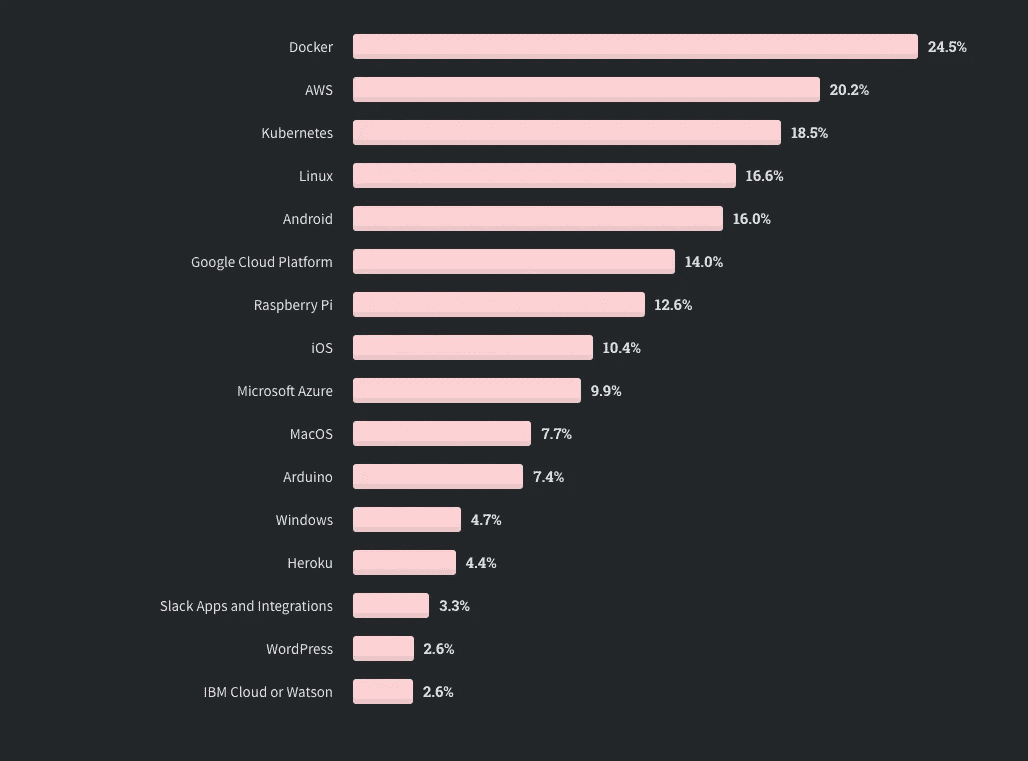 Docker 24.5%
AWS 20.2%
Kubernetes 18.5%
Linux 16.6%
Android 16.0%
Google Cloud Platform 14.0%
Raspberry Pi 12.6%
iOS 10.4%
Microsoft Azure 9.9%
MacOS 7.7%
Arduino 7.4%
Windows 4.7%
Heroku 4.4%
Slack Apps and Integrations 3.3%
WordPress 2.6%
IBM Cloud or Watson 2.6%